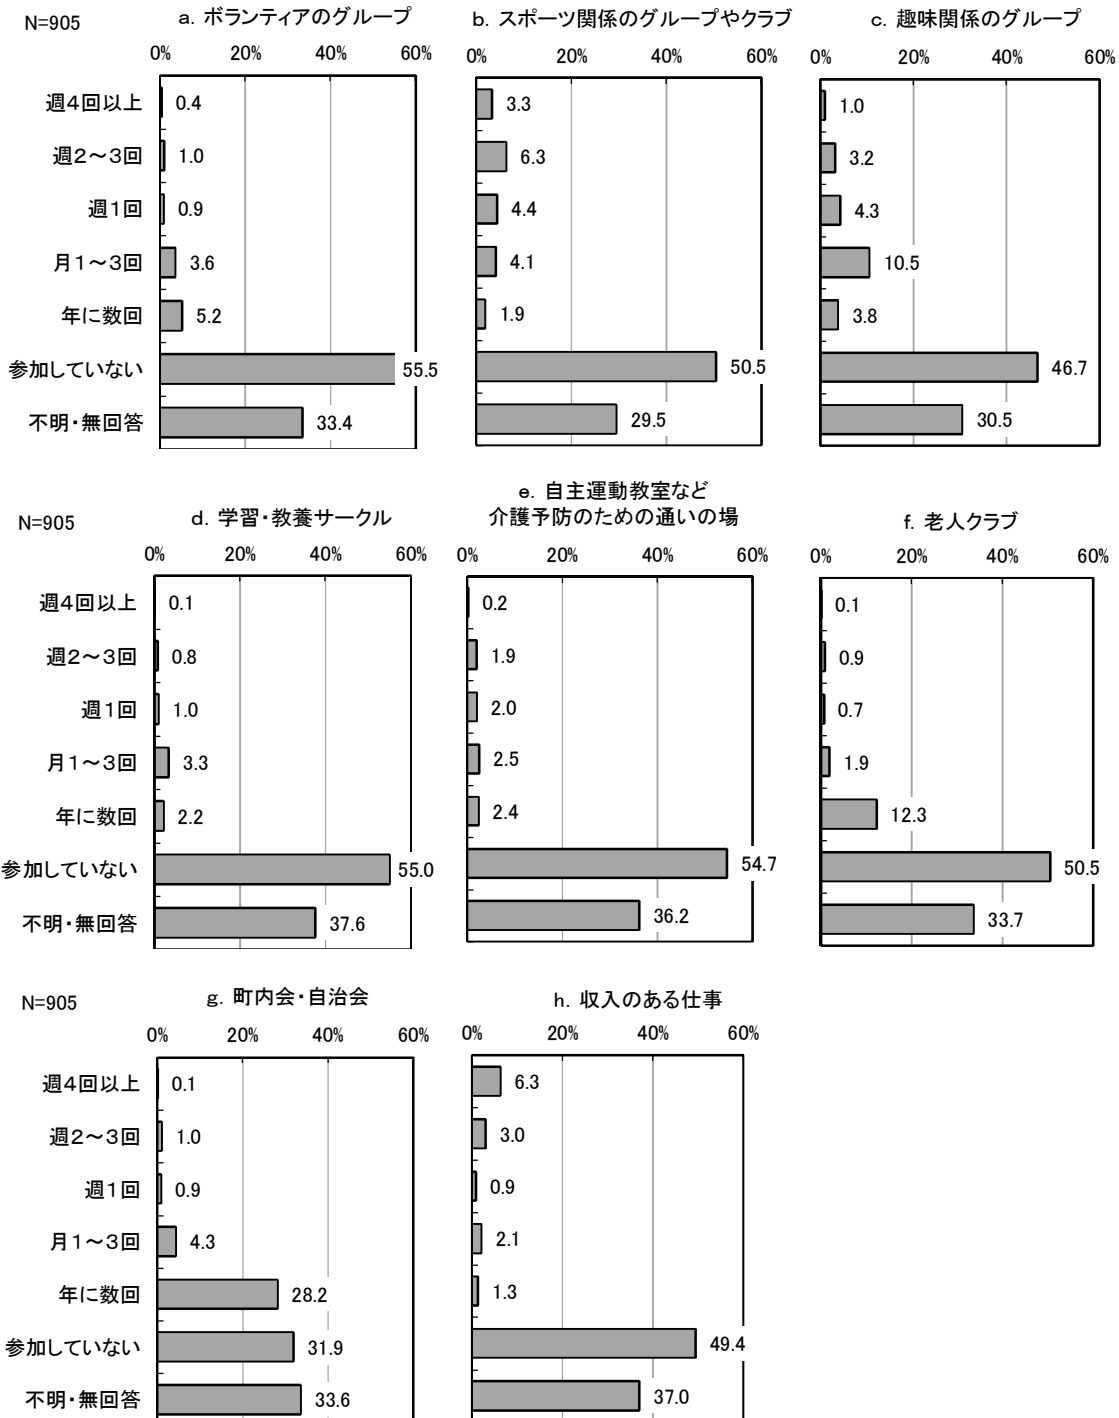 N=905
a. ボランティアのグループ
0% 20% 40% 60%
週4回以上 0.4
週2～3回 1.0
週1回 0.9
月1～3回 3.6
年に数回 5.2
参加していない 55.5
不明・無回答 33.4
b. スポーツ関係のグループやクラブ
0% 20% 40% 60%
3.3
6.3
4.4
4.1
1.9
50.5
29.5
c. 趣味関係のグループ
0% 20% 40% 60%
1.0
3.2
4.3
10.5
3.8
46.7
30.5
N=905
d. 学習・教養サークル
0% 20% 40% 60%
週4回以上 0.1
週2～3回 0.8
週1回 1.0
月1～3回 3.3
年に数回 2.2
参加していない 55.0
不明・無回答 37.6
e. 自主運動教室など
介護予防のための通いの場
0% 20% 40% 60%
0.2
1.9
2.0
2.5
2.4
54.7
36.2
f. 老人クラブ
0% 20% 40% 60%
0.1
0.9
0.7
1.9
12.3
50.5
33.7
N=905
g. 町内会・自治会
0% 20% 40% 60%
週4回以上 0.1
週2～3回 1.0
週1回 0.9
月1～3回 4.3
年に数回 28.2
参加していない 31.9
不明・無回答 33.6
h. 収入のある仕事
0% 20% 40% 60%
6.3
3.0
0.9
2.1
1.3
49.4
37.0